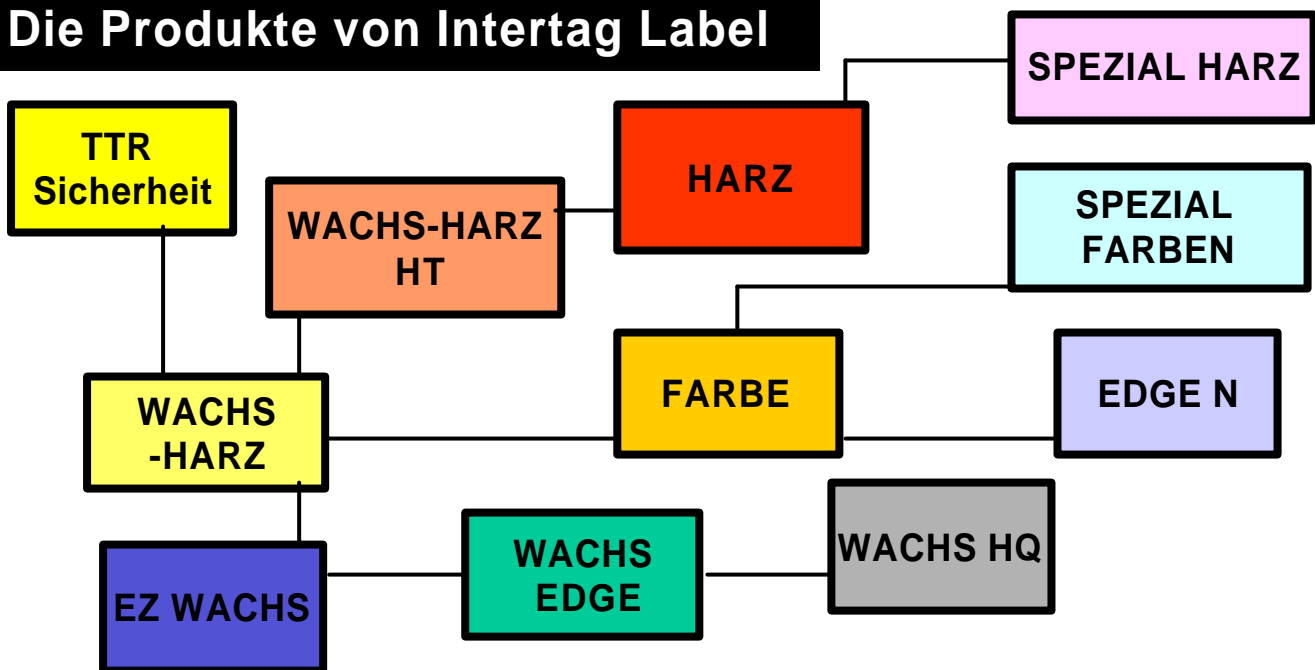 Die Produkte von Intertag Label
SPEZIAL HARZ
TTR
Sicherheit
HARZ
WACHS-HARZ
HT
SPEZIAL
FARBEN
FARBE
EDGE N
WACHS
-HARZ
WACHS HQ
WACHS
EDGE
EZ WACHS